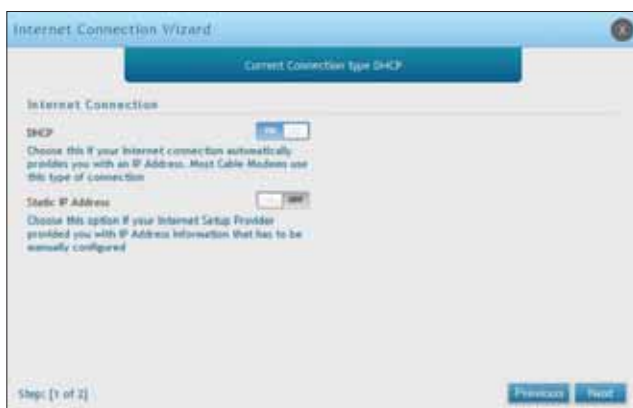 Internet Connection Wizard
Current Connection type DHCP
Internet Connection
DHCP
ON
Choose this if your Internet connection automatically
provides you with an IP Address. Most Cable Modems use
this type of connection
Static IP Address
OFF
Choose this option if your Internet Setup Provider
provided you with IP Address Information that has to be
manually configured
Step: [1 of 2]
Previous
Next